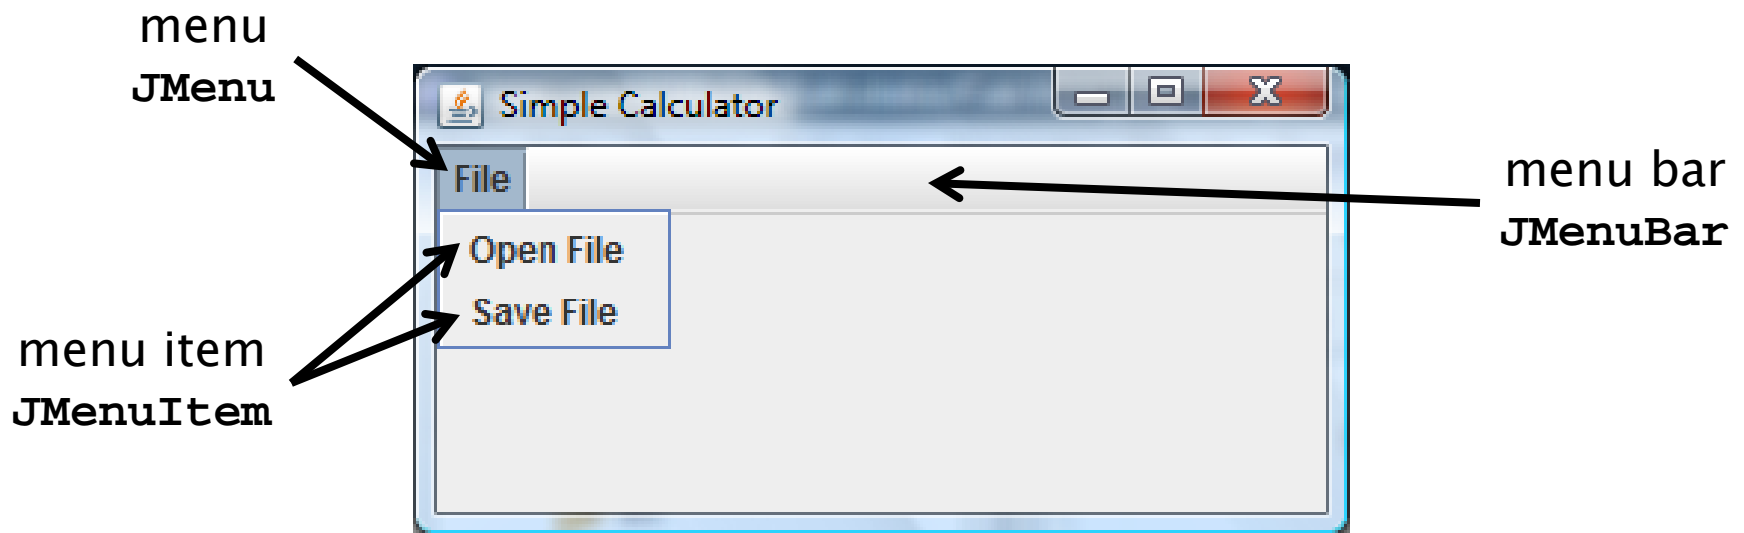 menu
JMenu
Simple Calculator
File
menu bar
JMenuBar
Open File
Save File
menu item
JMenuItem